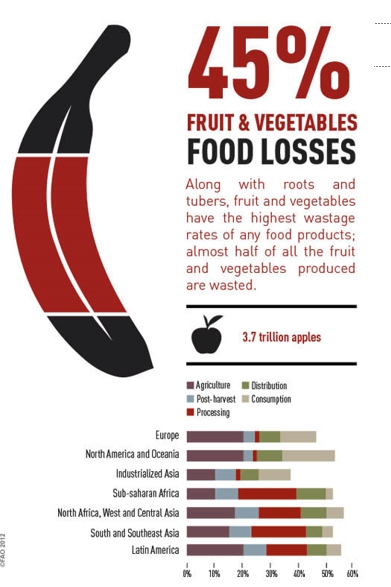 45%
FRUIT & VEGETABLES
FOOD LOSSES
Along with roots and
tubers, fruit and vegetables
have the highest wastage
rates of any food products;
almost half of all the fruit
and vegetables produced
are wasted.
3.7 trillion apples
Agriculture
Distribution
Post-harvest
Consumption
Processing
Europe
North America and Oceania
Industrialized Asia
Sub-saharan Africa
North Africa, West and Central Asia
South and Southeast Asia
Latin America
0% 10% 20% 30% 40% 50% 60%
©FAO 2012